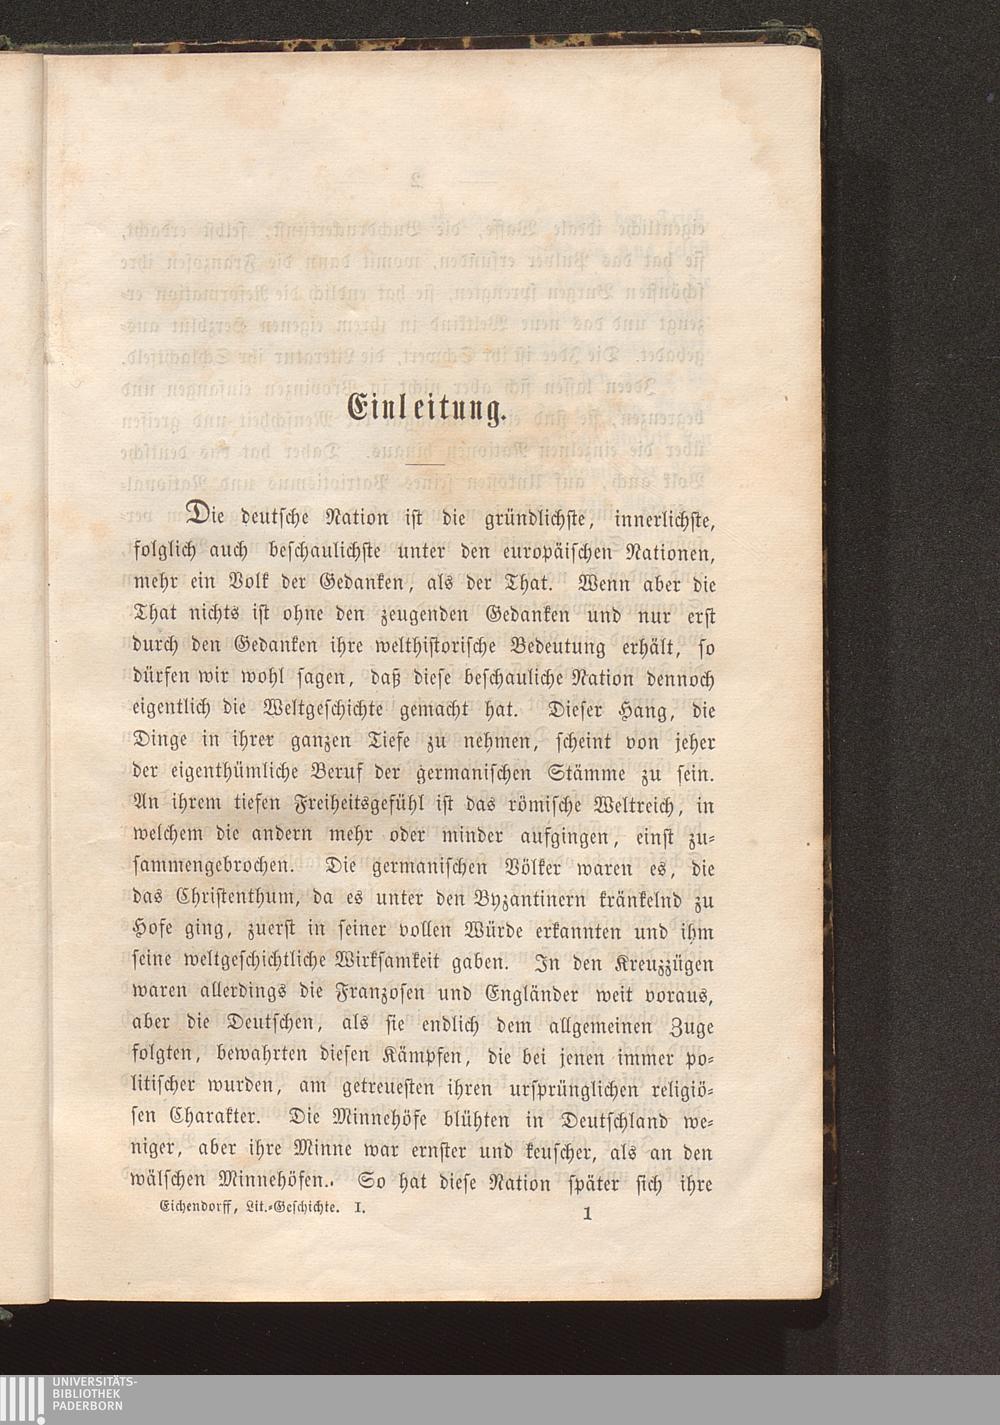 Einleitung.
Die deutsche Nation ist die gründlichste, innerlichste,
folglich auch beschaulichste unter den europäischen Nationen,
mehr ein Volk der Gedanken, als der That. Wenn aber die
That nichts ist ohne den zeugenden Gedanken und nur erst
durch den Gedanken ihre welthistorische Bedeutung erhält, so
dürfen wir wohl sagen, daß diese beschauliche Nation dennoch
eigentlich die Weltgeschichte gemacht hat. Dieser Hang, die
Dinge in ihrer ganzen Tiefe zu nehmen, scheint von jeher
der eigenthümliche Beruf der germanischen Stämme zu sein.
An ihrem tiefen Freiheitsgefühl ist das römische Weltreich, in
welchem die andern mehr oder minder aufgingen, einst zu-
sammengebrochen. Die germanischen Völker waren es, die
das Christenthum, da es unter den Byzantinern kränkelnd zu
Hofe ging, zuerst in seiner vollen Würde erkannten und ihm
seine weltgeschichtliche Wirksamkeit gaben. In den Kreuzzügen
waren allerdings die Franzosen und Engländer weit voraus,
aber die Deutschen, als sie endlich dem allgemeinen Zuge
folgten, bewahrten diesen Kämpfen, die bei jenen immer po-
litischer wurden, am getreuesten ihren ursprünglichen religiö-
sen Charakter. Die Minnehöfe blühten in Deutschland we-
niger, aber ihre Minne war ernster und keuscher, als an den
wälschen Minnehöfen. So hat diese Nation später sich ihre
Eichendorff, Lit.-Geschichte. I. 1
UNIVERSITÄTS-
BIBLIOTHEK
PADERBORN